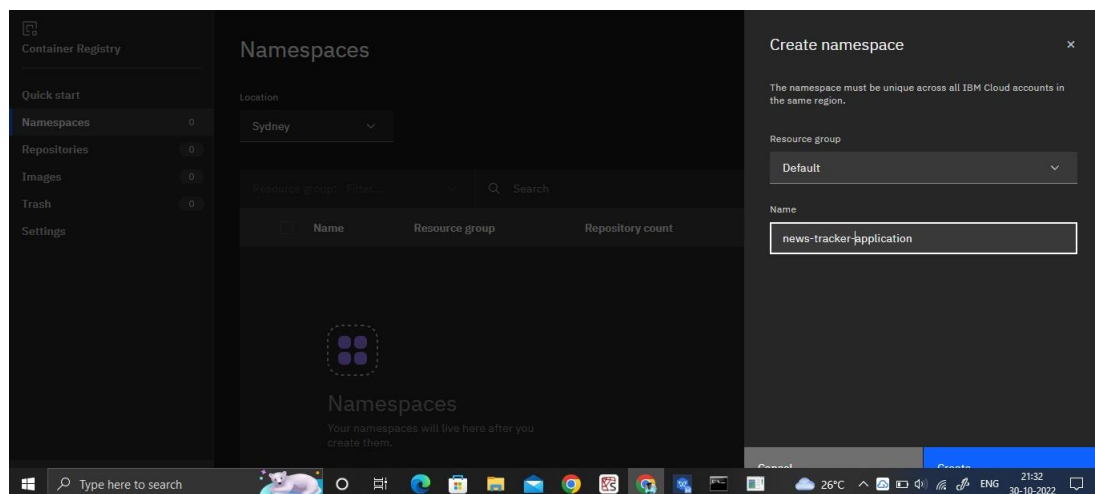 Container Registry
Quick start
Namespaces 0
Repositories 0
Images 0
Trash 0
Settings
Namespaces
Location
Sydney
Resource group: Filter...
Search
Name Resource group Repository count
Namespaces
Your namespaces will live here after you
create them.
Create namespace
The namespace must be unique across all IBM Cloud accounts in
the same region.
Resource group
Default
Name
news-tracker-application
Cancel Create
Type here to search
26°C ENG 21:32
30-10-2022